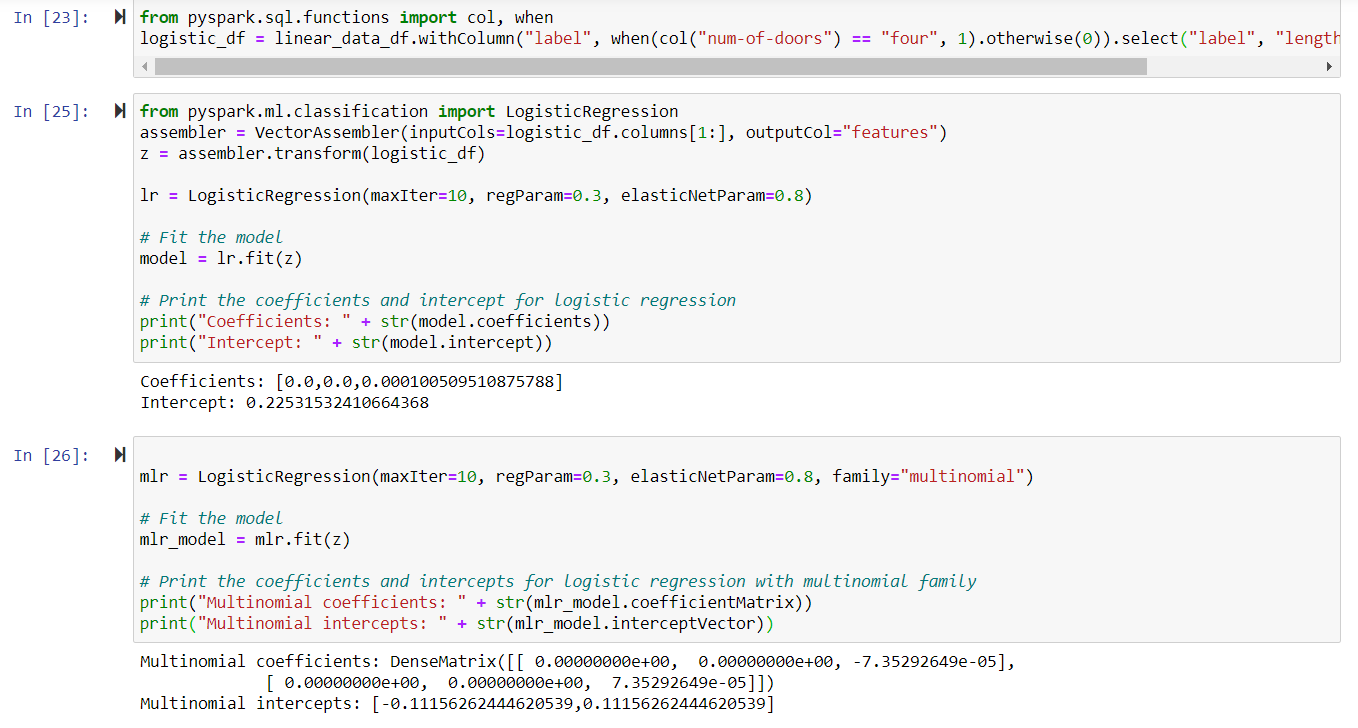 In [23]: from pyspark.sql.functions import col, when
logistic_df = linear_data_df.withColumn("label", when(col("num-of-doors") == "four", 1).otherwise(0)).select("label", "length
In [25]: from pyspark.ml.classification import LogisticRegression
assembler = VectorAssembler(inputCols=logistic_df.columns[1:], outputCol="features")
z = assembler.transform(logistic_df)
lr = LogisticRegression(maxIter=10, regParam=0.3, elasticNetParam=0.8)
# Fit the model
model = lr.fit(z)
# Print the coefficients and intercept for logistic regression
print("Coefficients: " + str(model.coefficients))
print("Intercept: " + str(model.intercept))
Coefficients: [0.0,0.0,0.000100509510875788]
Intercept: 0.22531532410664368
In [26]:
mlr = LogisticRegression(maxIter=10, regParam=0.3, elasticNetParam=0.8, family="multinomial")
# Fit the model
mlr_model = mlr.fit(z)
# Print the coefficients and intercepts for logistic regression with multinomial family
print("Multinomial coefficients: " + str(mlr_model.coefficientMatrix))
print("Multinomial intercepts: " + str(mlr_model.interceptVector))
Multinomial coefficients: DenseMatrix([[ 0.00000000e+00,  0.00000000e+00, -7.35292649e-05],
[ 0.00000000e+00,  0.00000000e+00,  7.35292649e-05]])
Multinomial intercepts: [-0.11156262444620539,0.11156262444620539]